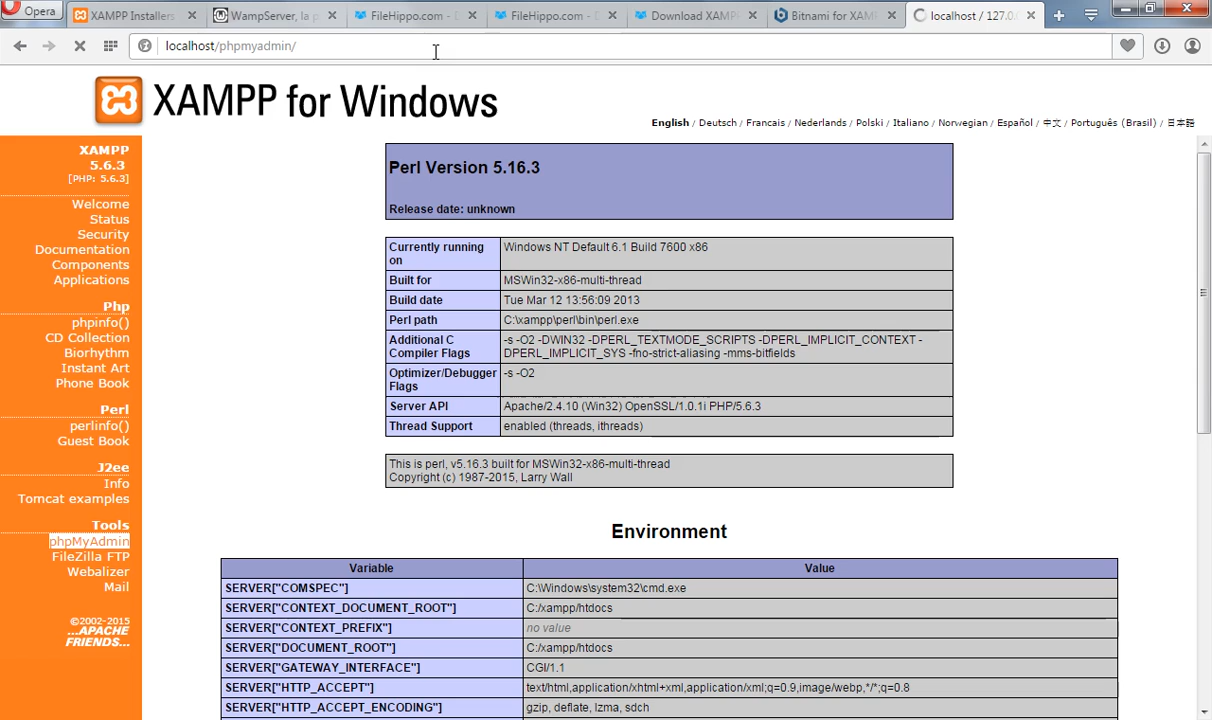 Opera
XAMPP Installers
WampServer, la p
FileHippo.com - D
FileHippo.com - D
Download XAMP
Bitnami for XAM
localhost / 127.0.
localhost/phpmyadmin/
XAMPP for Windows
English / Deutsch / Francais / Nederlands / Polski / Italiano / Norwegian / Español / 中文 / Português (Brasil) / 日本語
XAMPP
5.6.3
[PHP: 5.6.3]
Welcome
Status
Security
Documentation
Components
Applications
Php
phpinfo()
CD Collection
Biorhythm
Instant Art
Phone Book
Perl
perlinfo()
Guest Book
J2ee
Info
Tomcat examples
Tools
phpMyAdmin
FileZilla FTP
Webalizer
Mail
©2002-2015
...APACHE
FRIENDS...
Perl Version 5.16.3
Release date: unknown
Currently running on Windows NT Default 6.1 Build 7600 x86
Built for MSWin32-x86-multi-thread
Build date Tue Mar 12 13:56:09 2013
Perl path C:\xampp\perl\bin\perl.exe
Additional C Compiler Flags -s -O2 -DWIN32 -DPERL_TEXTMODE_SCRIPTS -DPERL_IMPLICIT_CONTEXT -
DPERL_IMPLICIT_SYS -fno-strict-aliasing -mms-bitfields
Optimizer/Debugger Flags -s -O2
Server API Apache/2.4.10 (Win32) OpenSSL/1.0.1i PHP/5.6.3
Thread Support enabled (threads, ithreads)
This is perl, v5.16.3 built for MSWin32-x86-multi-thread
Copyright (c) 1987-2015, Larry Wall
Environment
Variable Value
SERVER["COMSPEC"] C:\Windows\system32\cmd.exe
SERVER["CONTEXT_DOCUMENT_ROOT"] C:/xampp/htdocs
SERVER["CONTEXT_PREFIX"] no value
SERVER["DOCUMENT_ROOT"] C:/xampp/htdocs
SERVER["GATEWAY_INTERFACE"] CGI/1.1
SERVER["HTTP_ACCEPT"] text/html,application/xhtml+xml,application/xml;q=0.9,image/webp,*/*;q=0.8
SERVER["HTTP_ACCEPT_ENCODING"] gzip, deflate, lzma, sdch